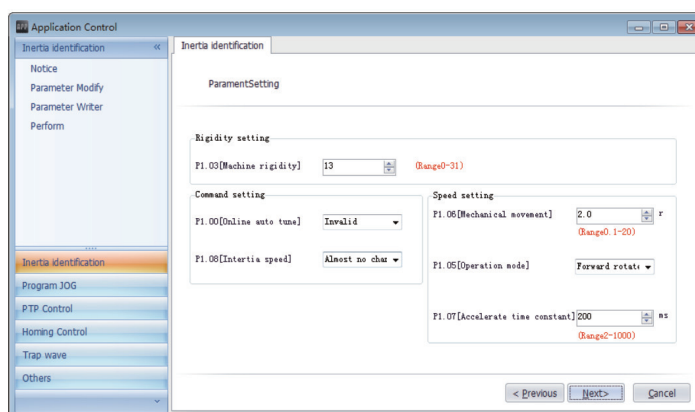 Application Control
Inertia identification «
Notice
Parameter Modify
Parameter Writer
Perform
Inertia identification
Program JOG
PTP Control
Homing Control
Trap wave
Others
Inertia identification
ParamentSetting
Rigidity setting
P1.03[Machine rigidity] 13 (Range0-31)
Command setting
P1.00[Online auto tune] Invalid
P1.08[Intertia speed] Almost no char
Speed setting
P1.06[Mechanical movement] 2.0 r
(Range0.1-20)
P1.05[Operation mode] Forward rotate
P1.07[Accelerate time constant] 200 ms
(Range2-1000)
< Previous Next> Cancel